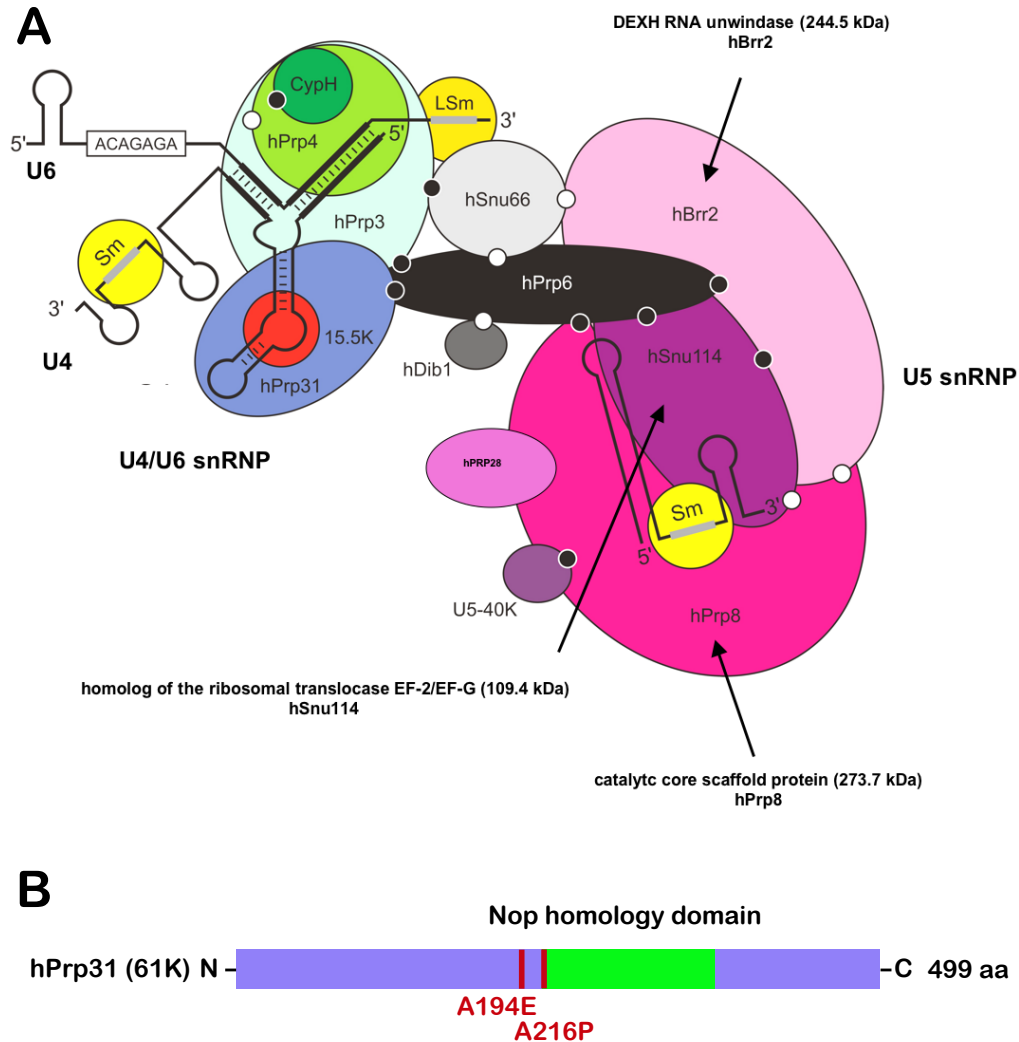 A
DEXH RNA unwindase (244.5 kDa)
hBrr2
CypH
LSm
3'
5'
hPrp4
5'
ACAGAGA
U6
hSnu66
hBrr2
hPrp3
Sm
hPrp6
3'
15.5K
hSnu114
U4
hDib1
hPrp31
U5 snRNP
U4/U6 snRNP
hPRP28
Sm
3'
5'
U5-40K
hPrp8
homolog of the ribosomal translocase EF-2/EF-G (109.4 kDa)
hSnu114
catalytc core scaffold protein (273.7 kDa)
hPrp8
B
Nop homology domain
hPrp31 (61K) N
C 499 aa
A194E
A216P